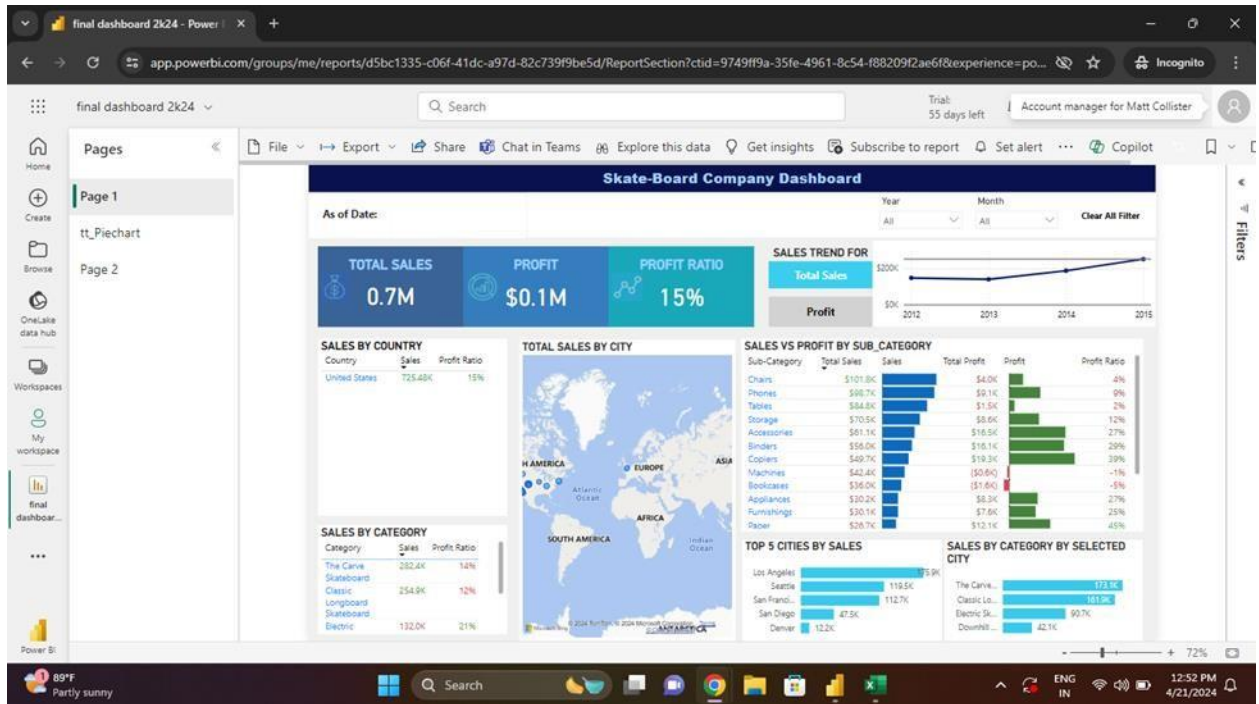 final dashboard 2k24 - Power
app.powerbi.com/groups/me/reports/d5bc1335-c06f-41dc-a97d-82c739f9be5d/ReportSection?ctid=9749ff9a-35fe-4961-8c54-f88209f2ae6f&experience=po...
Incognito
final dashboard 2k24
Search
Trial:
55 days left
Account manager for Matt Collister
Home
Create
Browse
OneLake
data hub
Workspaces
My
workspace
final
dashboar...
Power BI
Pages
Page 1
tt_Piechart
Page 2
File
Export
Share
Chat in Teams
Explore this data
Get insights
Subscribe to report
Set alert
Copilot
Filters
Skate-Board Company Dashboard
As of Date:
Year
All
Month
All
Clear All Filter
TOTAL SALES
0.7M
PROFIT
$0.1M
PROFIT RATIO
15%
SALES TREND FOR
Total Sales
Profit
$200K
$0K
2012 2013 2014 2015
SALES BY COUNTRY
Country Sales Profit Ratio
United States 725.48K 15%
SALES BY CATEGORY
Category Sales Profit Ratio
The Carve 282.4K 14%
Skateboard
Classic 254.9K 12%
Longboard
Skateboard
Electric 132.0K 21%
TOTAL SALES BY CITY
H AMERICA
EUROPE
ASIA
Atlantic
Ocean
AFRICA
SOUTH AMERICA
Indian
Ocean
ANTARCTICA
Microsoft Bing
© 2024 TomTom, © 2024 Microsoft Corporation, Terms
SALES VS PROFIT BY SUB_CATEGORY
Sub-Category Total Sales Sales Total Profit Profit Profit Ratio
Chairs $101.8K $4.0K 4%
Phones $98.7K $9.1K 9%
Tables $84.8K $1.5K 2%
Storage $70.5K $8.6K 12%
Accessories $61.1K $16.5K 27%
Binders $56.0K $16.1K 29%
Copiers $49.7K $19.3K 39%
Machines $42.4K ($0.6K) -1%
Bookcases $36.0K ($1.6K) -5%
Appliances $30.2K $8.3K 27%
Furnishings $30.1K $7.6K 25%
Paper $26.7K $12.1K 45%
TOP 5 CITIES BY SALES
Los Angeles 175.9K
Seattle 119.5K
San Franci... 112.7K
San Diego 47.5K
Denver 12.2K
SALES BY CATEGORY BY SELECTED
CITY
The Carve... 173.1K
Classic Lo... 161.9K
Electric Sk... 90.7K
Downhill ... 42.1K
- + 72%
89°F
Partly sunny
Search
ENG
IN
12:52 PM
4/21/2024